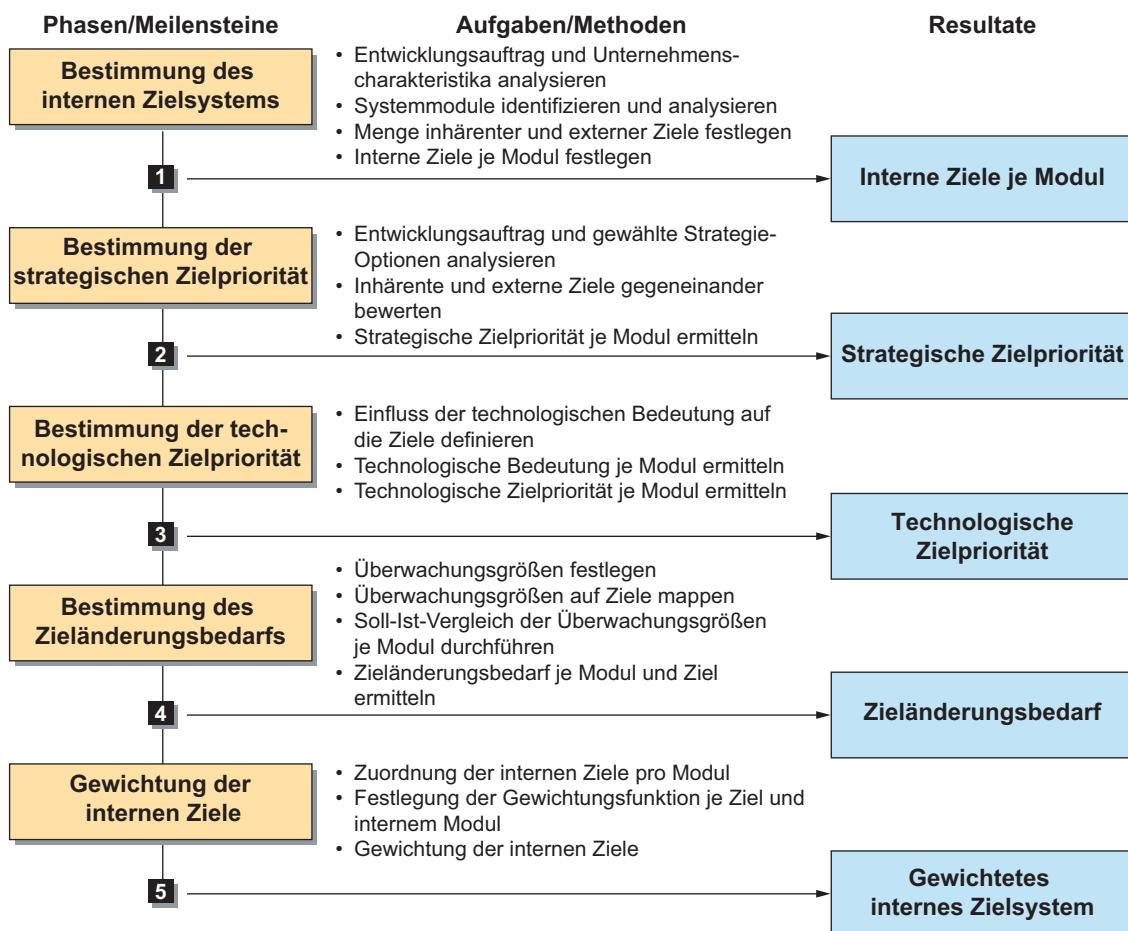 Phasen/Meilensteine
Aufgaben/Methoden
Resultate
Bestimmung des
internen Zielsystems
• Entwicklungsauftrag und Unternehmens-
charakteristika analysieren
• Systemmodule identifizieren und analysieren
• Menge inhärenter und externer Ziele festlegen
• Interne Ziele je Modul festlegen
1
Interne Ziele je Modul
Bestimmung der
strategischen Zielpriorität
• Entwicklungsauftrag und gewählte Strategie-
Optionen analysieren
• Inhärente und externe Ziele gegeneinander
bewerten
• Strategische Zielpriorität je Modul ermitteln
2
Strategische Zielpriorität
Bestimmung der tech-
nologischen Zielpriorität
• Einfluss der technologischen Bedeutung auf
die Ziele definieren
• Technologische Bedeutung je Modul ermitteln
• Technologische Zielpriorität je Modul ermitteln
3
Technologische
Zielpriorität
Bestimmung des
Zieländerungsbedarfs
• Überwachungsgrößen festlegen
• Überwachungsgrößen auf Ziele mappen
• Soll-Ist-Vergleich der Überwachungsgrößen
je Modul durchführen
• Zieländerungsbedarf je Modul und Ziel
ermitteln
4
Zieländerungsbedarf
Gewichtung der
internen Ziele
• Zuordnung der internen Ziele pro Modul
• Festlegung der Gewichtungsfunktion je Ziel und
internem Modul
• Gewichtung der internen Ziele
5
Gewichtetes
internes Zielsystem